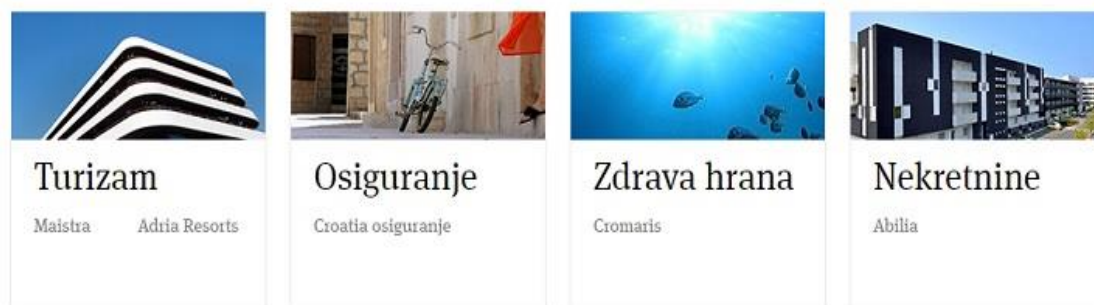 Turizam
Maistra Adria Resorts
Osiguranje
Croatia osiguranje
Zdrava hrana
Cromaris
Nekretnine
Abilia